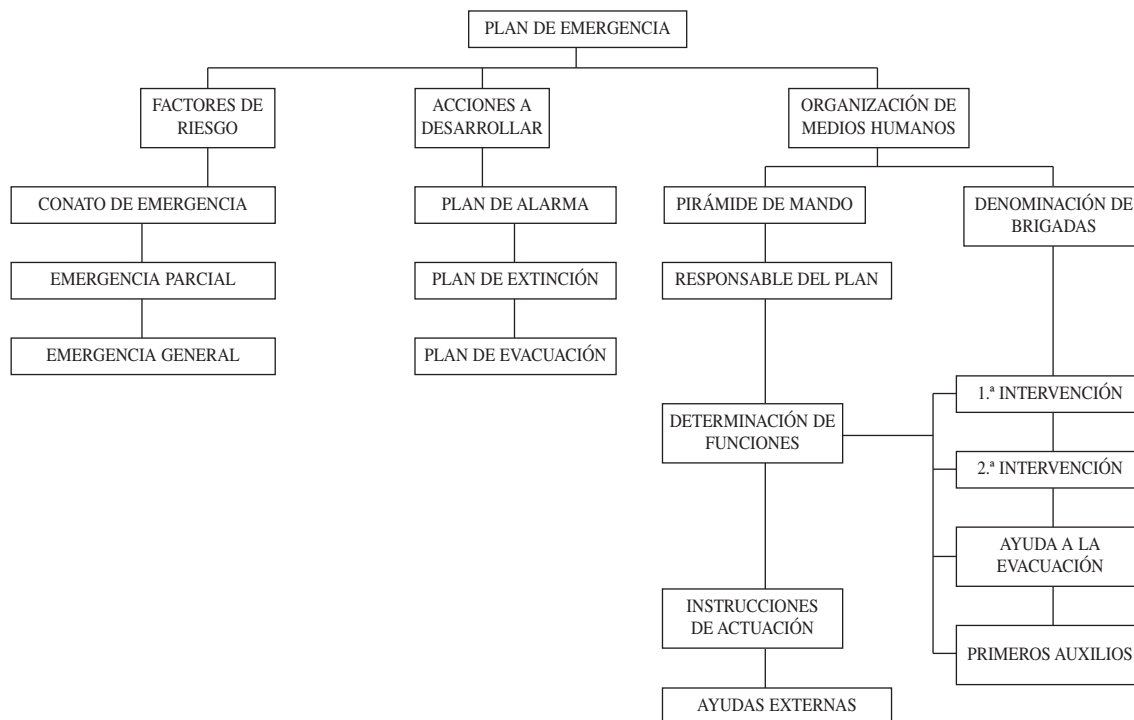 PLAN DE EMERGENCIA
FACTORES DE
RIESGO
ACCIONES A
DESARROLLAR
ORGANIZACIÓN DE
MEDIOS HUMANOS
CONATO DE EMERGENCIA
PLAN DE ALARMA
PIRÁMIDE DE MANDO
DENOMINACIÓN DE
BRIGADAS
EMERGENCIA PARCIAL
PLAN DE EXTINCIÓN
RESPONSABLE DEL PLAN
EMERGENCIA GENERAL
PLAN DE EVACUACIÓN
1.ª INTERVENCIÓN
DETERMINACIÓN DE
FUNCIONES
2.ª INTERVENCIÓN
AYUDA A LA
EVACUACIÓN
INSTRUCCIONES
DE ACTUACIÓN
PRIMEROS AUXILIOS
AYUDAS EXTERNAS